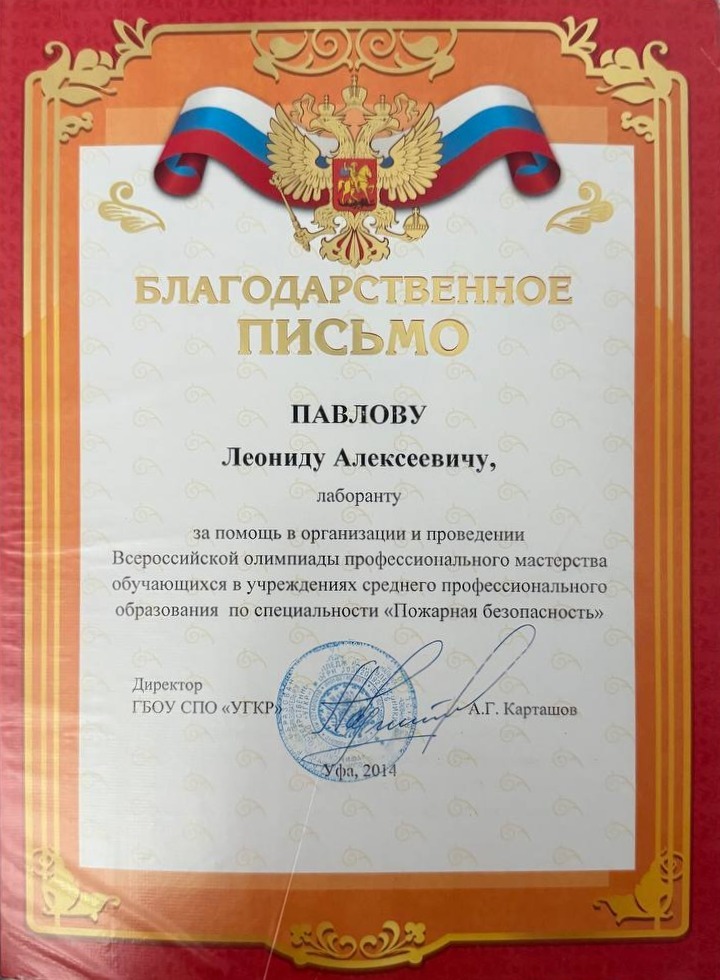 БЛАГОДАРСТВЕННОЕ
ПИСЬМО
ПАВЛОВУ
Леониду Алексеевичу,
лаборанту
за помощь в организации и проведении
Всероссийской олимпиады профессионального мастерства
обучающихся в учреждениях среднего профессионального
образования по специальности «Пожарная безопасность»
Директор
ГБОУ СПО «УГКР»
А.Г. Карташов
Уфа, 2014